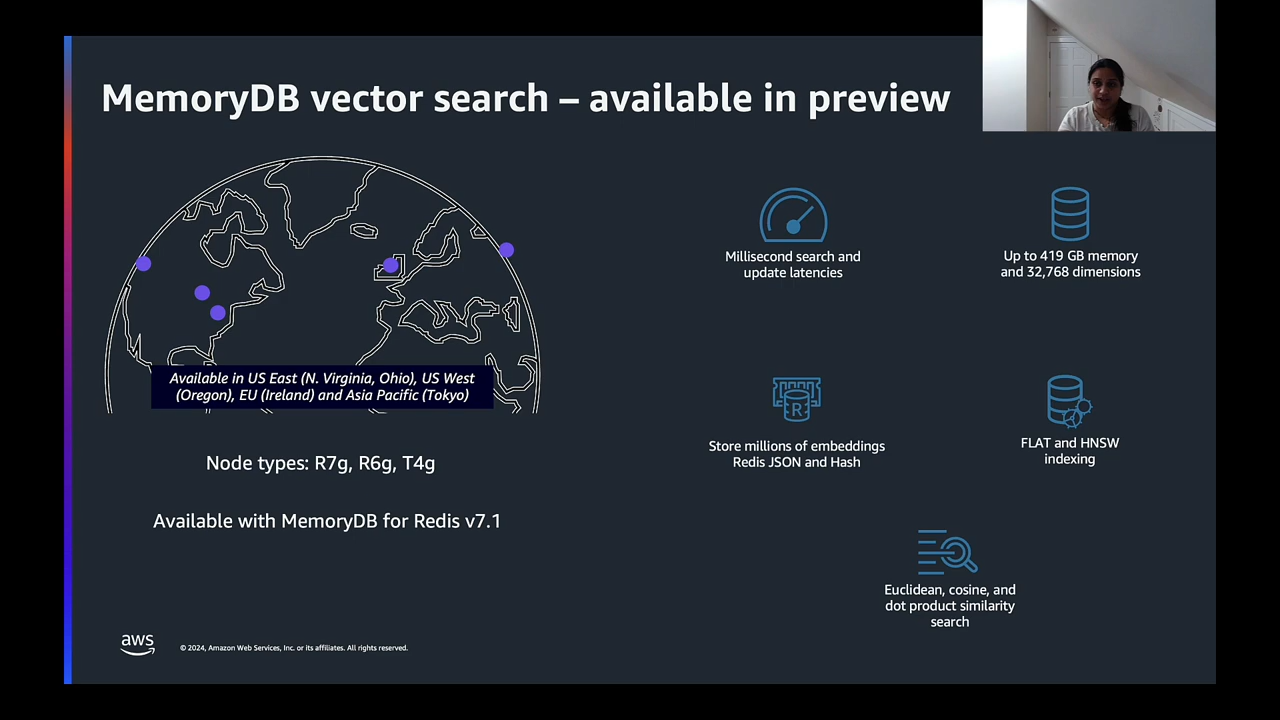 MemoryDB vector search – available in preview
Available in US East (N. Virginia, Ohio), US West
(Oregon), EU (Ireland) and Asia Pacific (Tokyo)
Node types: R7g, R6g, T4g
Available with MemoryDB for Redis v7.1
Millisecond search and
update latencies
Up to 419 GB memory
and 32,768 dimensions
R
Store millions of embeddings
Redis JSON and Hash
FLAT and HNSW
indexing
Euclidean, cosine, and
dot product similarity
search
aws
© 2024, Amazon Web Services, Inc. or its affiliates. All rights reserved.